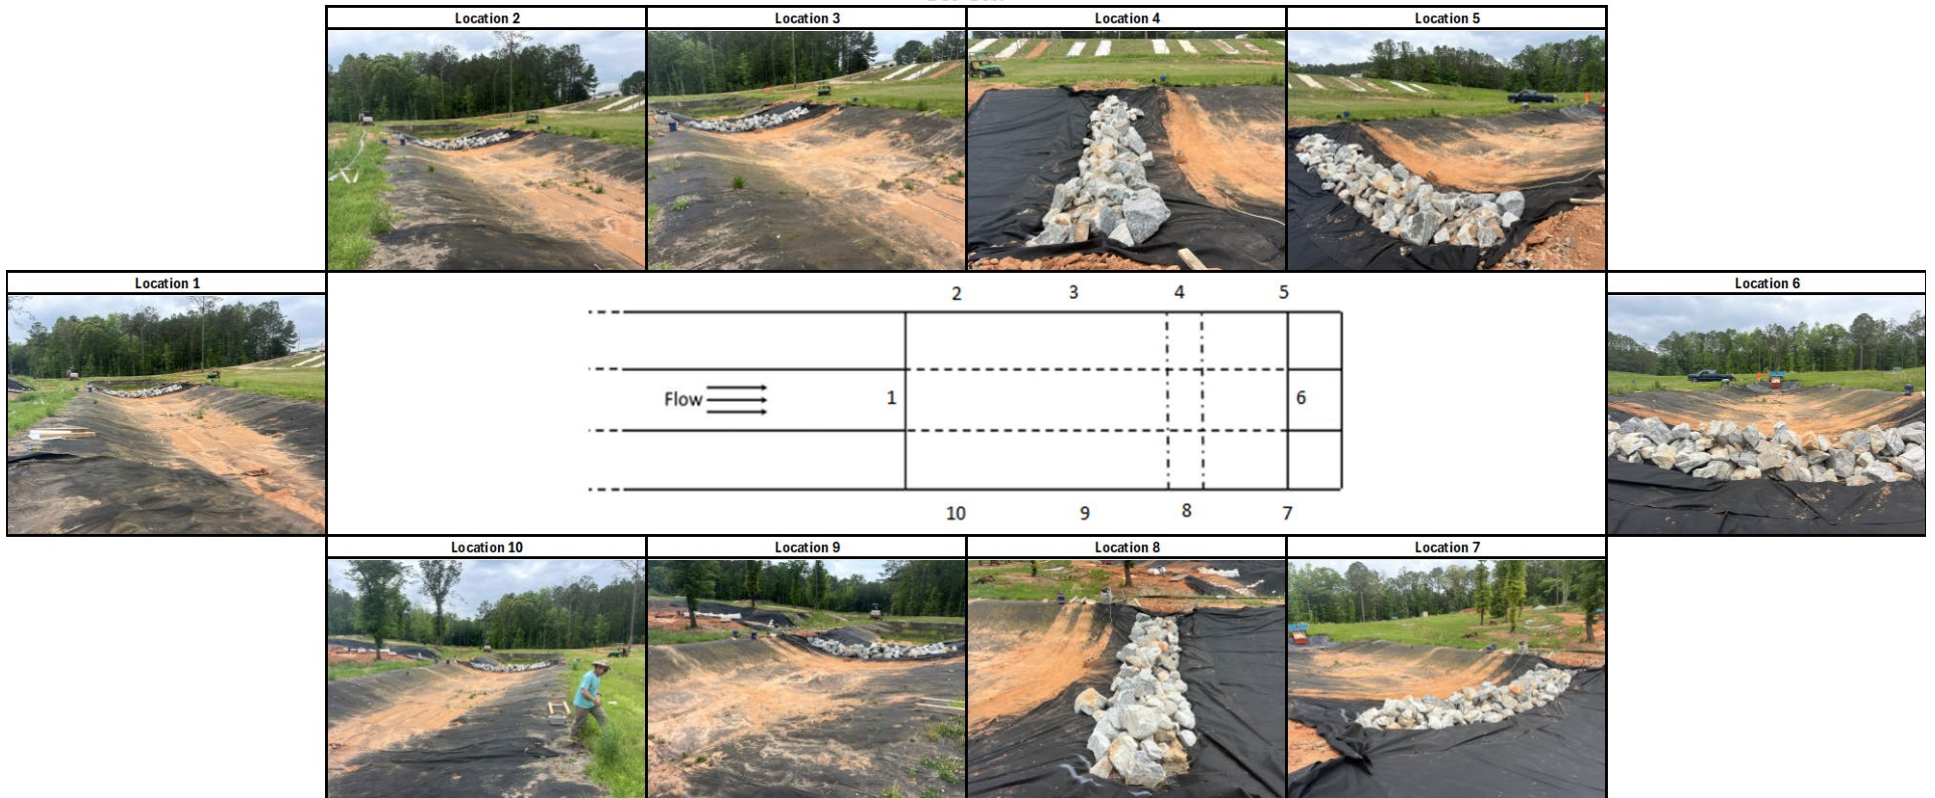 Location 2
Location 3
Location 4
Location 5
Location 1
Location 6
2
3
4
5
Flow
1
6
10
9
8
7
Location 10
Location 9
Location 8
Location 7